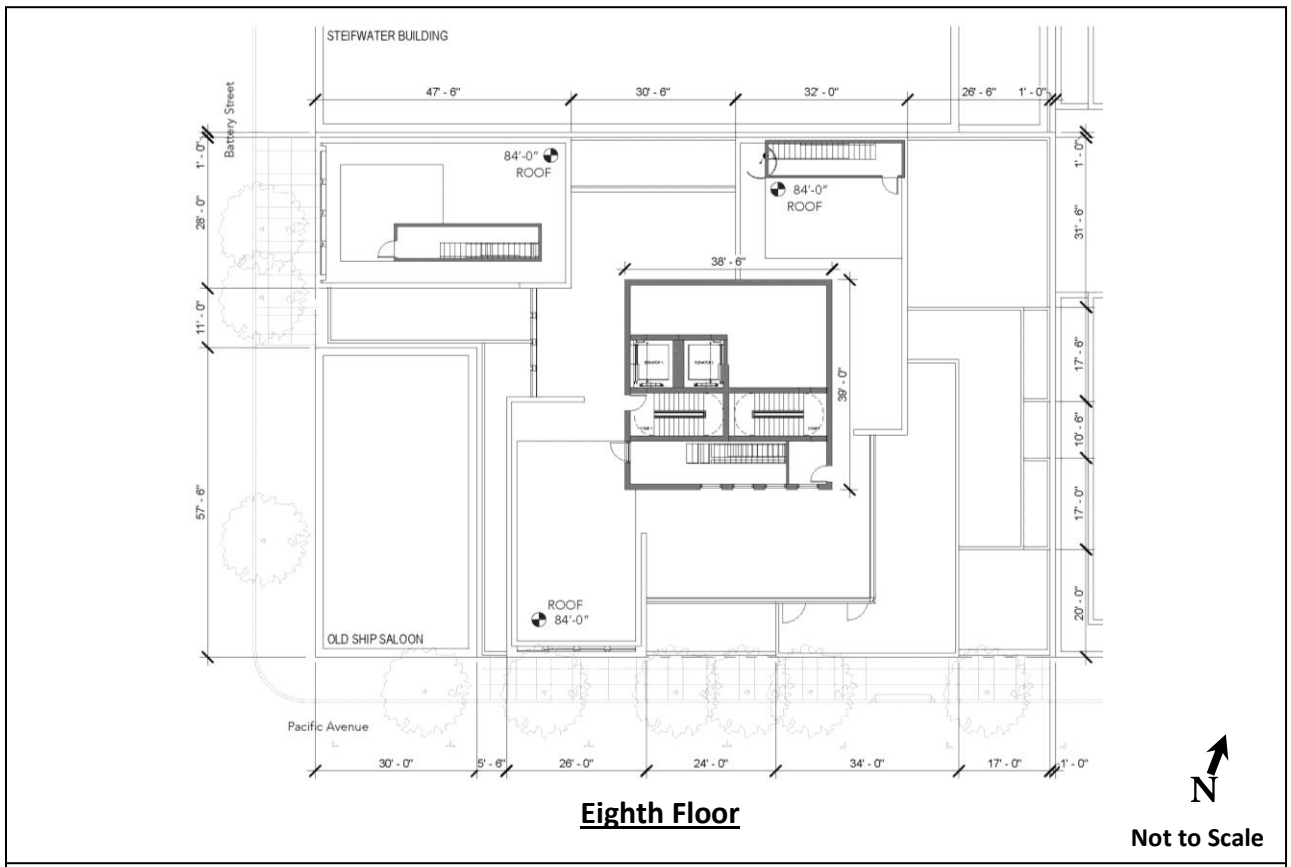 STEIFWATER BUILDING
Battery Street
47' - 6"
30' - 6"
32' - 0"
26' - 6"
1' - 0"
1' - 0"
28' - 0"
11' - 0"
57' - 6"
84'-0"
ROOF
84'-0"
ROOF
38' - 6"
39' - 0"
1' - 0"
31' - 6"
17' - 6"
10' - 6"
17' - 0"
20' - 0"
ROOF
84'-0"
OLD SHIP SALOON
Pacific Avenue
30' - 0"
5' - 6"
26' - 0"
24' - 0"
34' - 0"
17' - 0"
1' - 0"
Eighth Floor
N
Not to Scale